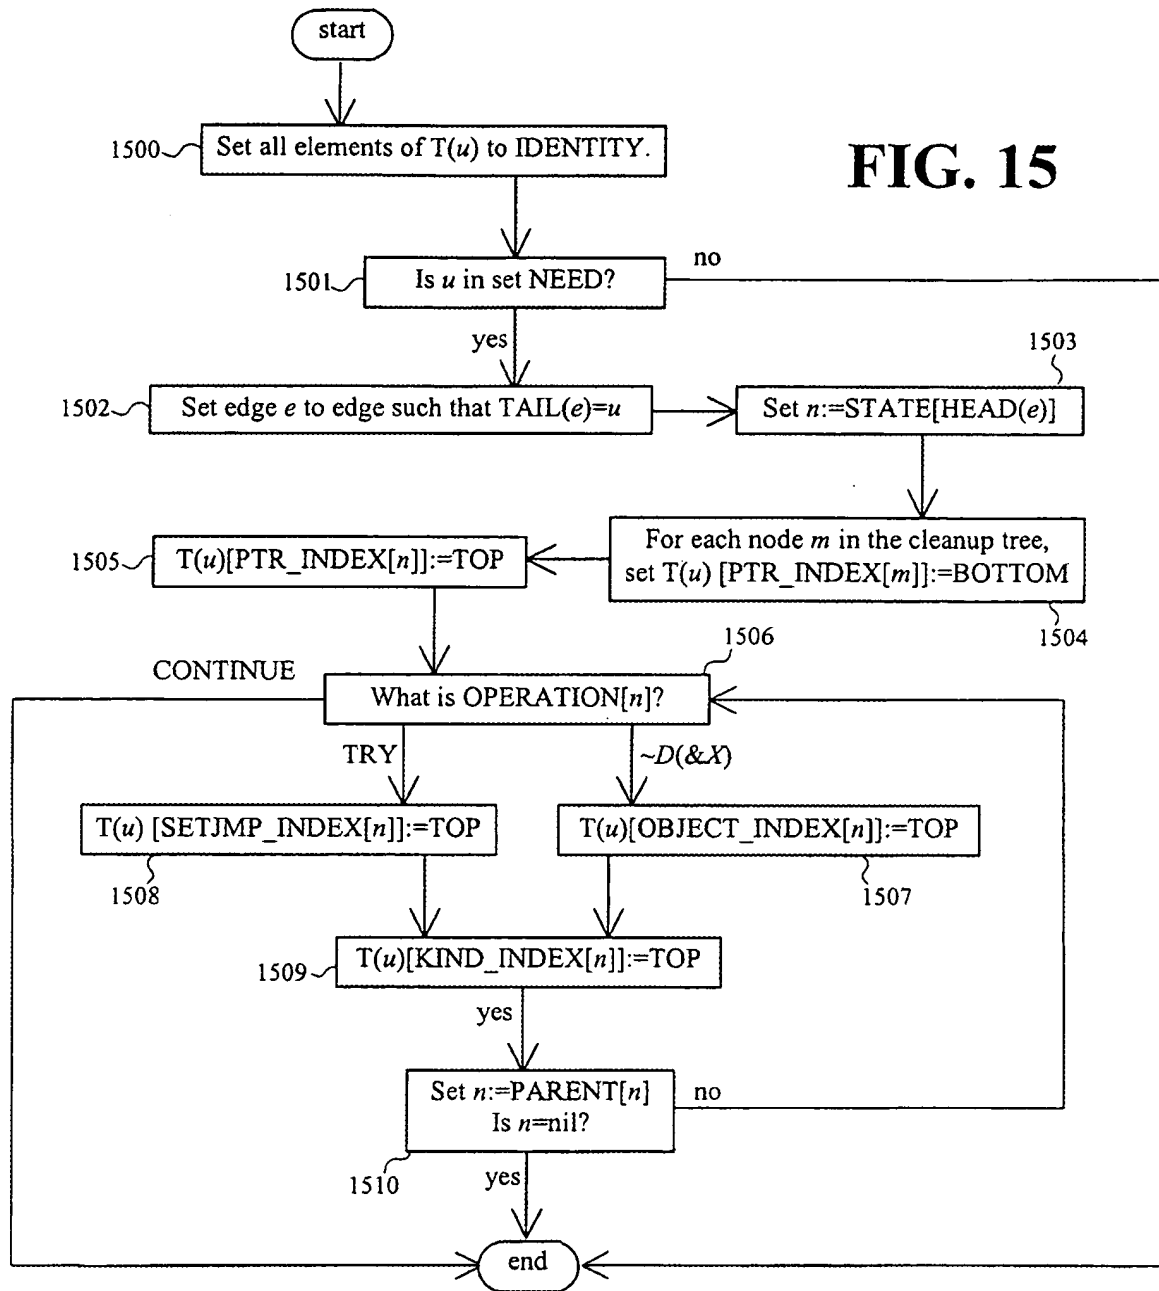 start
FIG. 15
1500
Set all elements of T(u) to IDENTITY.
1501
Is u in set NEED?
no
yes
1502
Set edge e to edge such that TAIL(e)=u
1503
Set n:=STATE[HEAD(e)]
For each node m in the cleanup tree,
set T(u) [PTR_INDEX[m]]:=BOTTOM
1504
1505
T(u)[PTR_INDEX[n]]:=TOP
1506
CONTINUE
What is OPERATION[n]?
TRY
~D(&X)
T(u) [SETJMP_INDEX[n]]:=TOP
1508
T(u)[OBJECT_INDEX[n]]:=TOP
1507
1509
T(u)[KIND_INDEX[n]]:=TOP
yes
Set n:=PARENT[n]
Is n=nil?
no
1510
yes
end